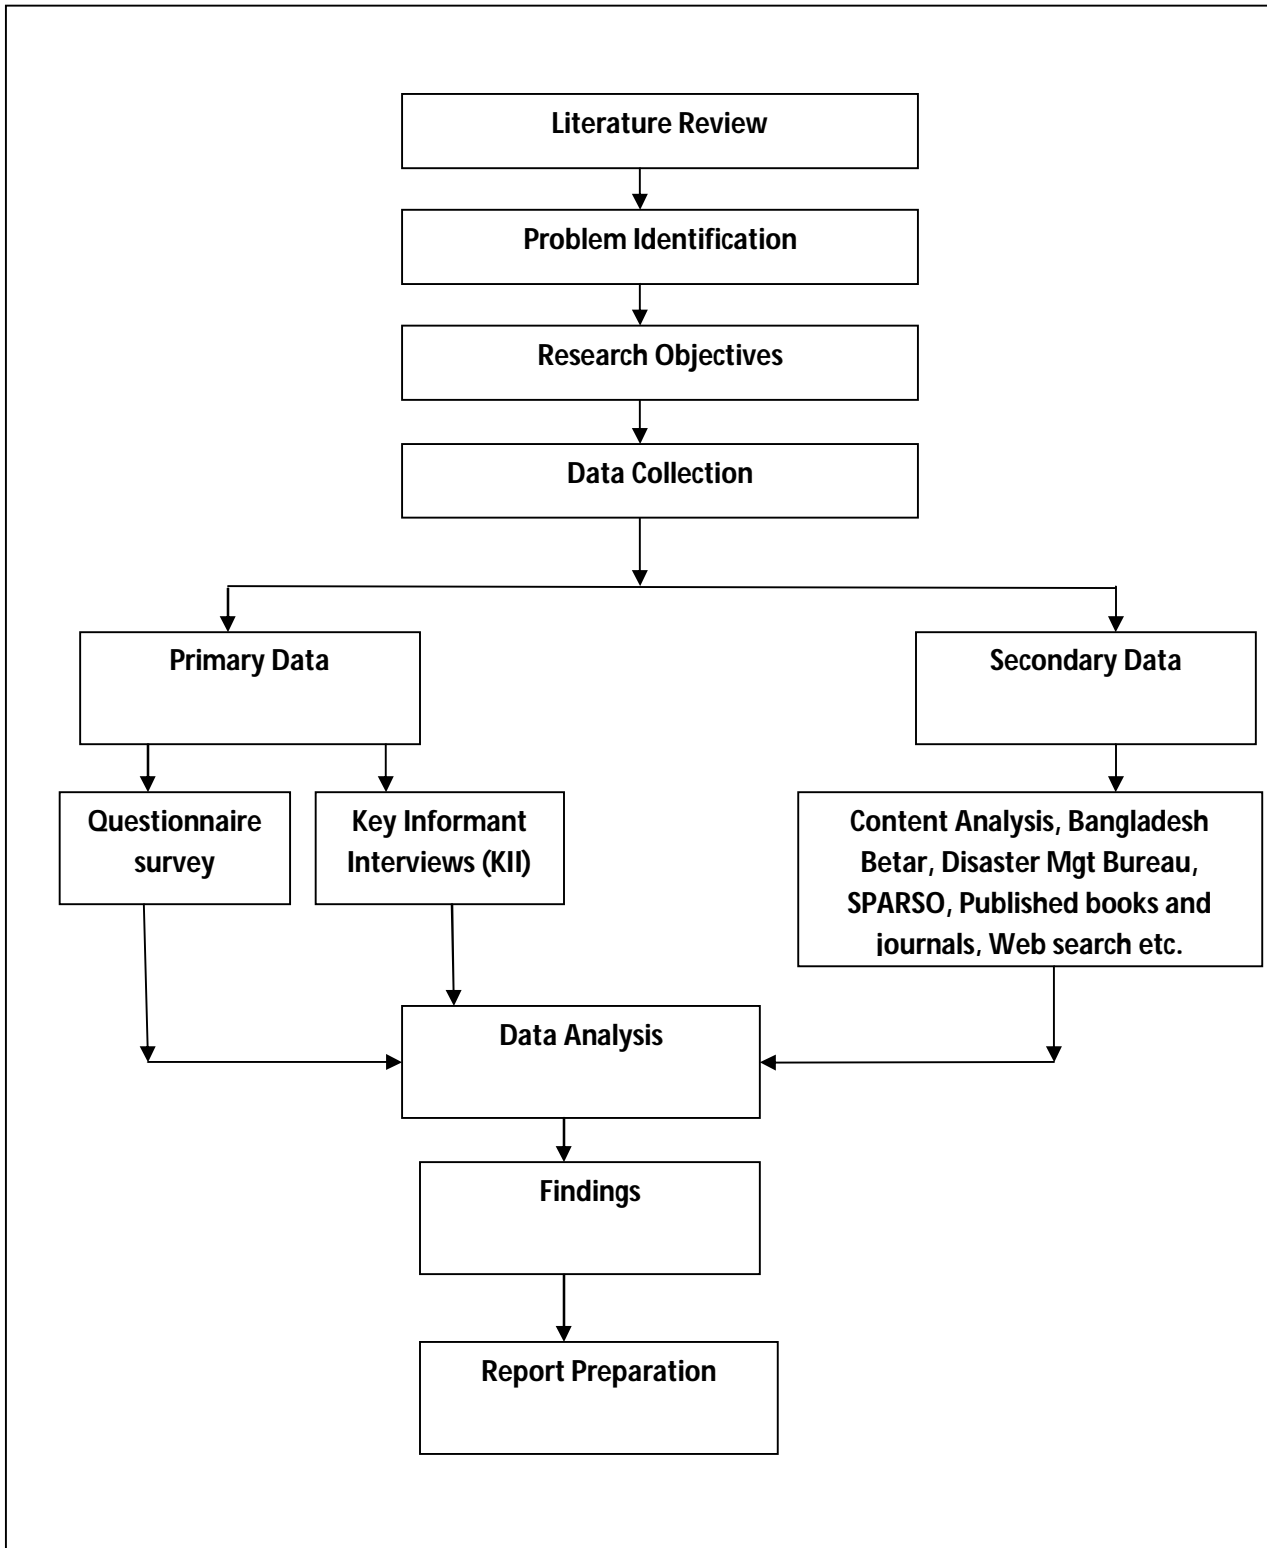 Literature Review
Problem Identification
Research Objectives
Data Collection
Primary Data
Secondary Data
Questionnaire
survey
Key Informant
Interviews (KII)
Content Analysis, Bangladesh
Betar, Disaster Mgt Bureau,
SPARSO, Published books and
journals, Web search etc.
Data Analysis
Findings
Report Preparation